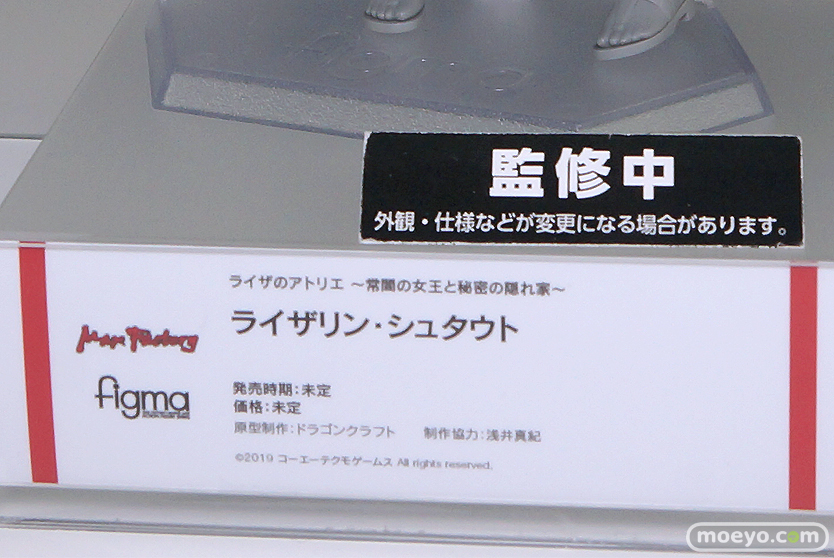 figma
監修中
外観・仕様などが変更になる場合があります。
ライザのアトリエ ～常闇の女王と秘密の隠れ家～
ライザリン・シュタウト
Max Factory
figma
発売時期：未定
価格：未定
原型制作：ドラゴンクラフト　制作協力：浅井真紀
©2019 コーエーテクモゲームス All rights reserved.
moeyo.com